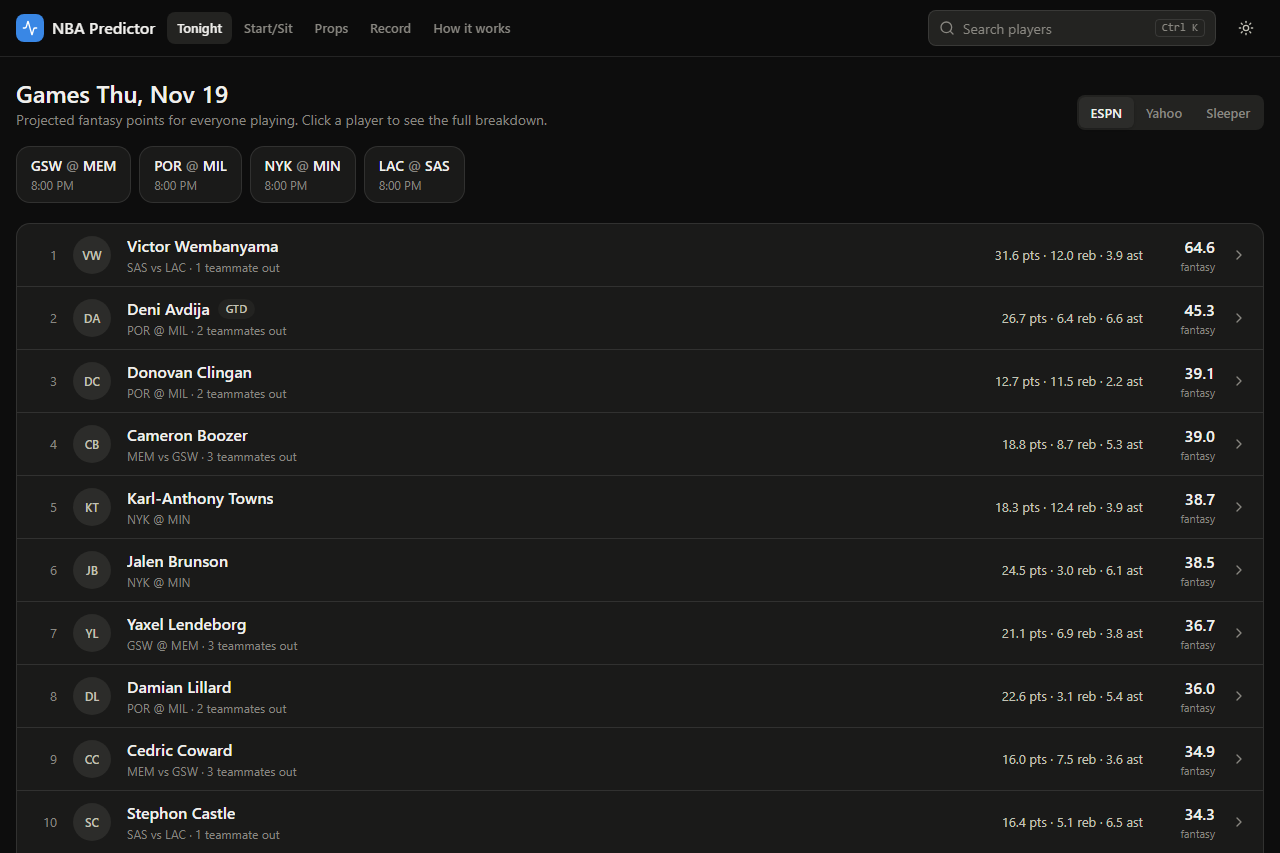 NBA Predictor Tonight Start/Sit Props Record How it works Search players Ctrl K
Games Thu, Nov 19
Projected fantasy points for everyone playing. Click a player to see the full breakdown.
ESPN Yahoo Sleeper
GSW @ MEM POR @ MIL NYK @ MIN LAC @ SAS
8:00 PM 8:00 PM 8:00 PM 8:00 PM
1 VW Victor Wembanyama 31.6 pts · 12.0 reb · 3.9 ast 64.6
SAS vs LAC · 1 teammate out fantasy
2 DA Deni Avdija GTD 26.7 pts · 6.4 reb · 6.6 ast 45.3
POR @ MIL · 2 teammates out fantasy
3 DC Donovan Clingan 12.7 pts · 11.5 reb · 2.2 ast 39.1
POR @ MIL · 2 teammates out fantasy
4 CB Cameron Boozer 18.8 pts · 8.7 reb · 5.3 ast 39.0
MEM vs GSW · 3 teammates out fantasy
5 KT Karl-Anthony Towns 18.3 pts · 12.4 reb · 3.9 ast 38.7
NYK @ MIN fantasy
6 JB Jalen Brunson 24.5 pts · 3.0 reb · 6.1 ast 38.5
NYK @ MIN fantasy
7 YL Yaxel Lendeborg 21.1 pts · 6.9 reb · 3.8 ast 36.7
GSW @ MEM · 3 teammates out fantasy
8 DL Damian Lillard 22.6 pts · 3.1 reb · 5.4 ast 36.0
POR @ MIL · 2 teammates out fantasy
9 CC Cedric Coward 16.0 pts · 7.5 reb · 3.6 ast 34.9
MEM vs GSW · 3 teammates out fantasy
10 SC Stephon Castle 16.4 pts · 5.1 reb · 6.5 ast 34.3
SAS vs LAC · 1 teammate out fantasy